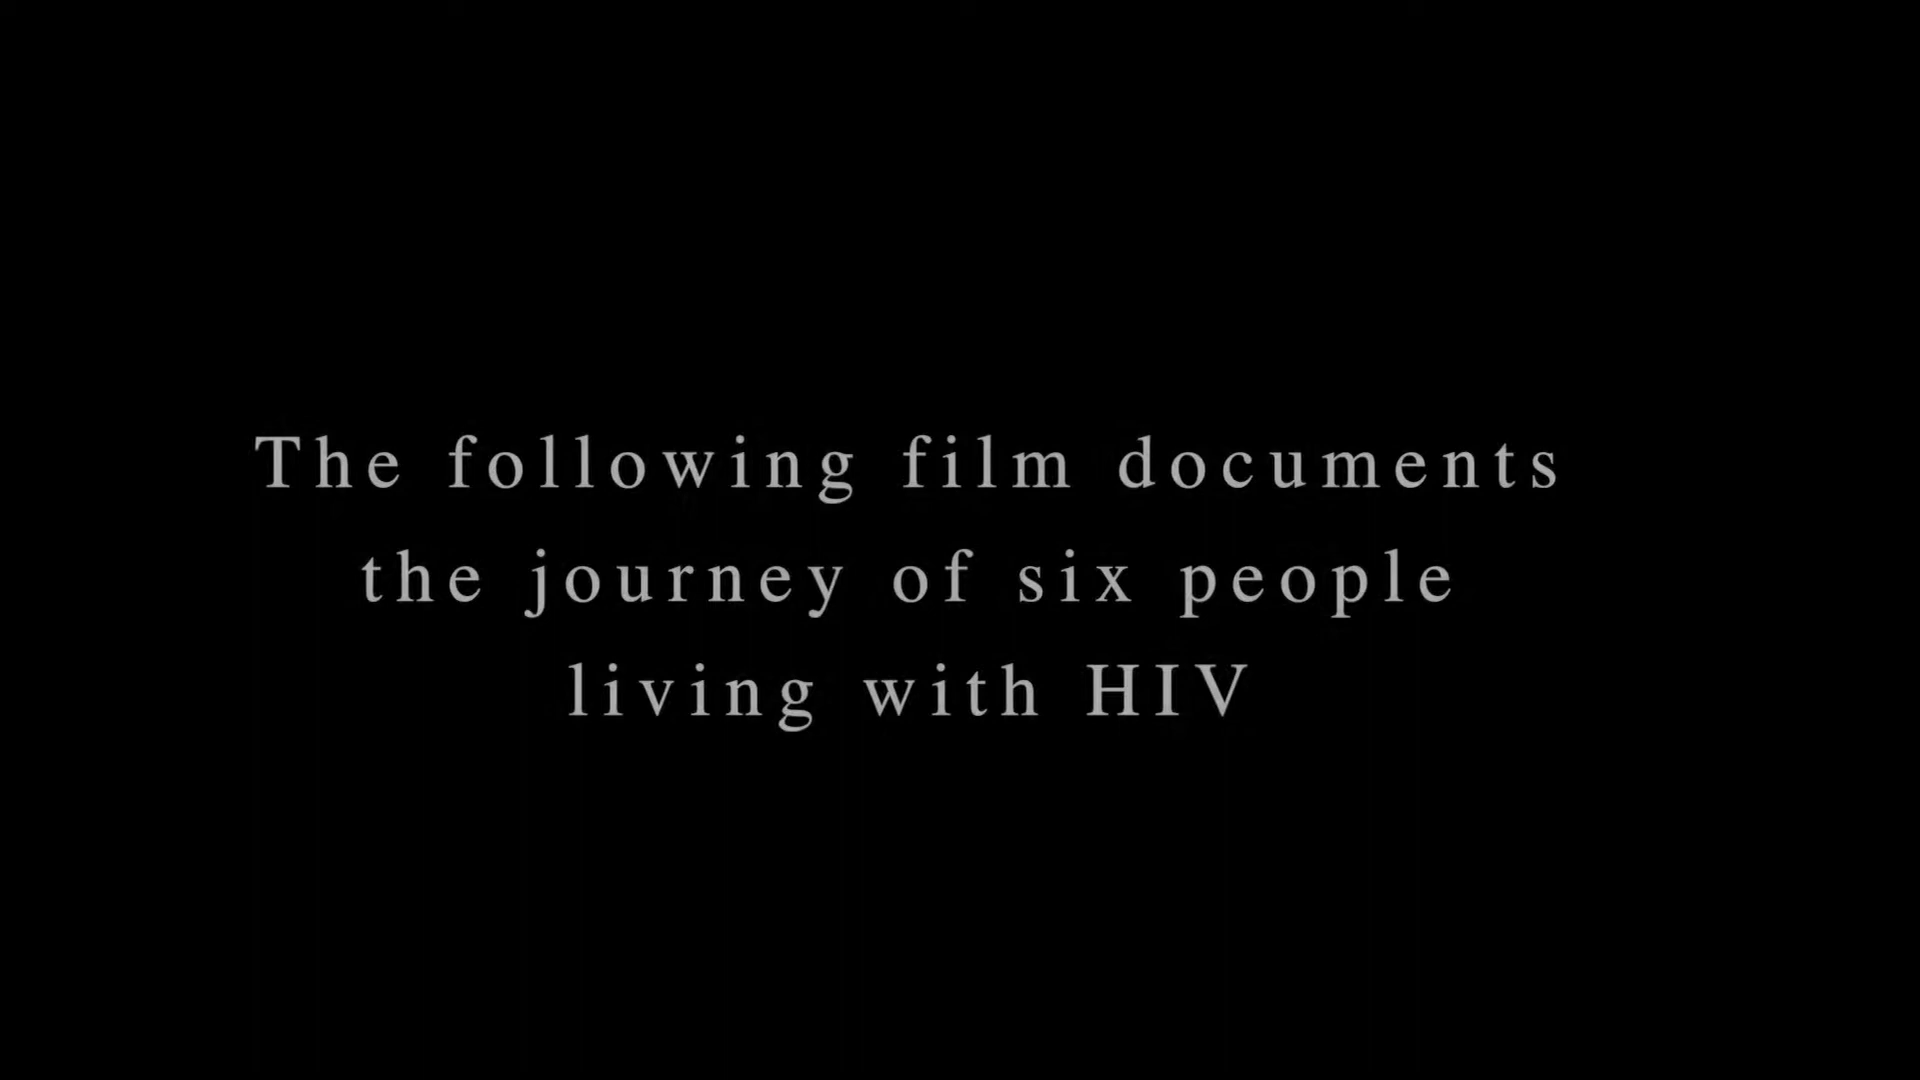 The following film documents
the journey of six people
living with HIV